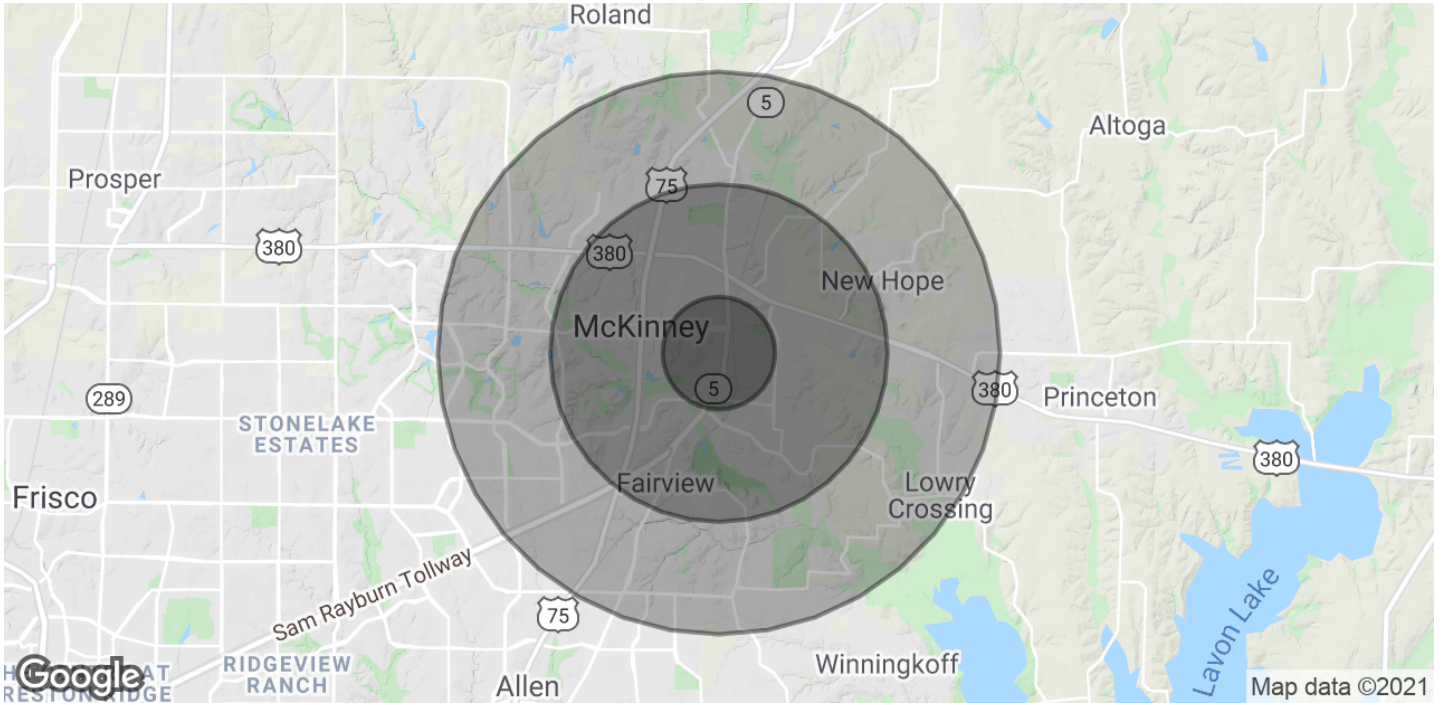 Roland
5
Altoga
Prosper
75
380
380
New Hope
McKinney
5
380
Princeton
289
STONELAKE
ESTATES
380
Fairview
Lowry
Crossing
Frisco
Sam Rayburn Tollway
75
Lavon Lake
RIDGEVIEW
RANCH
Winningkoff
Allen
Google
Map data ©2021